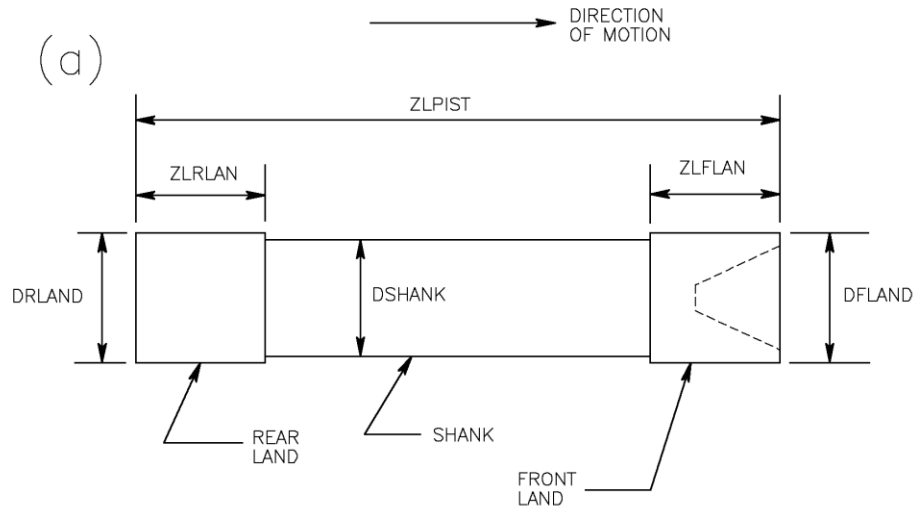 DIRECTION
OF MOTION
(a)
ZLPIST
ZLRLAN
ZLFLAN
DRLAND
DSHANK
DFLAND
REAR
LAND
SHANK
FRONT
LAND